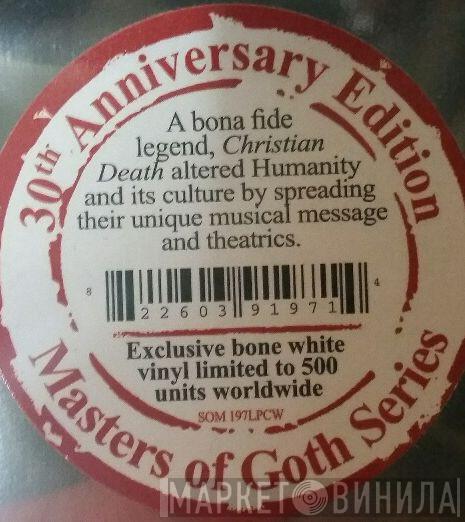 30th Anniversary Edition
A bona fide
legend, Christian
Death altered Humanity
and its culture by spreading
their unique musical message
and theatrics.
8 22603 91971 4
Exclusive bone white
vinyl limited to 500
units worldwide
SOM 197LPCW
Masters of Goth Series
МАРКЕТ ВИНИЛА